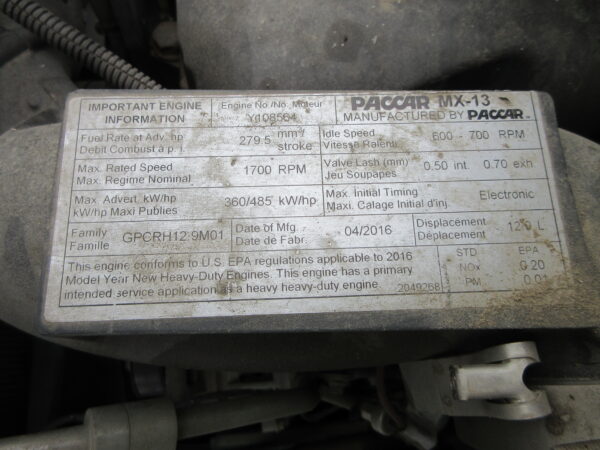 IMPORTANT ENGINE INFORMATION
Engine No./No. Moteur
Y108564
PACCAR MX-13
MANUFACTURED BY PACCAR
Fuel Rate at Adv. hp
Debit Combust à p.i.
279.5 mm³ stroke
Idle Speed
Vitesse Ralenti
600 - 700 RPM
Max. Rated Speed
Max. Regime Nominal
1700 RPM
Valve Lash (mm)
Jeu Soupapes
0.50 int. 0.70 exh
Max. Advert. kW/hp
kW/hp Maxi Publies
360/485 kW/hp
Max. Initial Timing
Maxi. Calage Initial d'inj.
Electronic
Family
Famille
GPCRH12.9M01
Date of Mfg.
Date de Fabr.
04/2016
Displacement
Déplacement
12.9 L
This engine conforms to U.S. EPA regulations applicable to 2016
Model Year New Heavy-Duty Engines. This engine has a primary
intended service application as a heavy heavy-duty engine.
2049268
STD EPA
NOx 0.20
PM 0.01